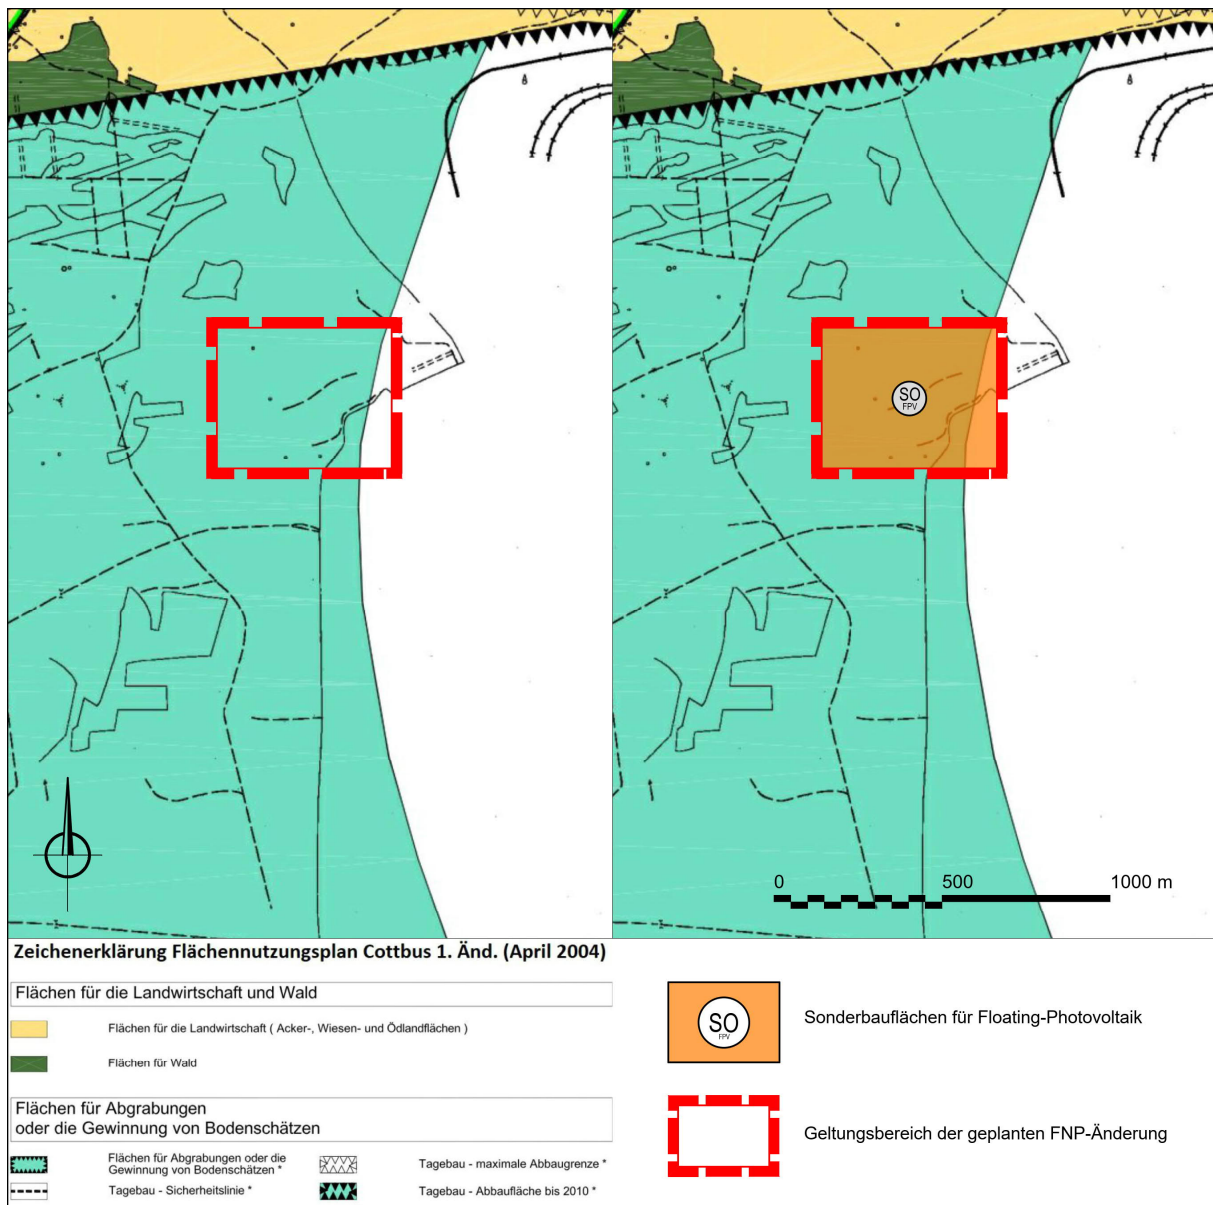 SO
FPV
0 500 1000 m
Zeichenerklärung Flächennutzungsplan Cottbus 1. Änd. (April 2004)
Flächen für die Landwirtschaft und Wald
Flächen für die Landwirtschaft ( Acker-, Wiesen- und Ödlandflächen )
Flächen für Wald
Flächen für Abgrabungen
oder die Gewinnung von Bodenschätzen
Flächen für Abgrabungen oder die
Gewinnung von Bodenschätzen *
Tagebau - maximale Abbaugrenze *
Tagebau - Sicherheitslinie *
Tagebau - Abbaufläche bis 2010 *
SO
FPV
Sonderbauflächen für Floating-Photovoltaik
Geltungsbereich der geplanten FNP-Änderung